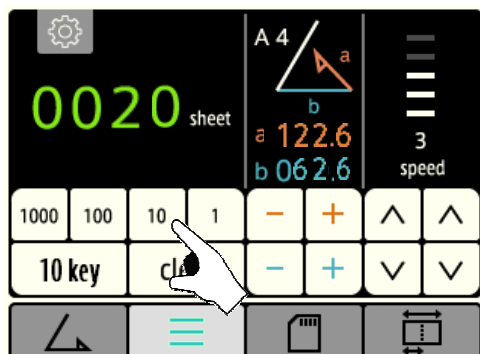 A 4
a
b
0020 sheet
a 122.6
b 062.6
3
speed
1000 100 10 1 - + ∧ ∧
10 key - + ∨ ∨